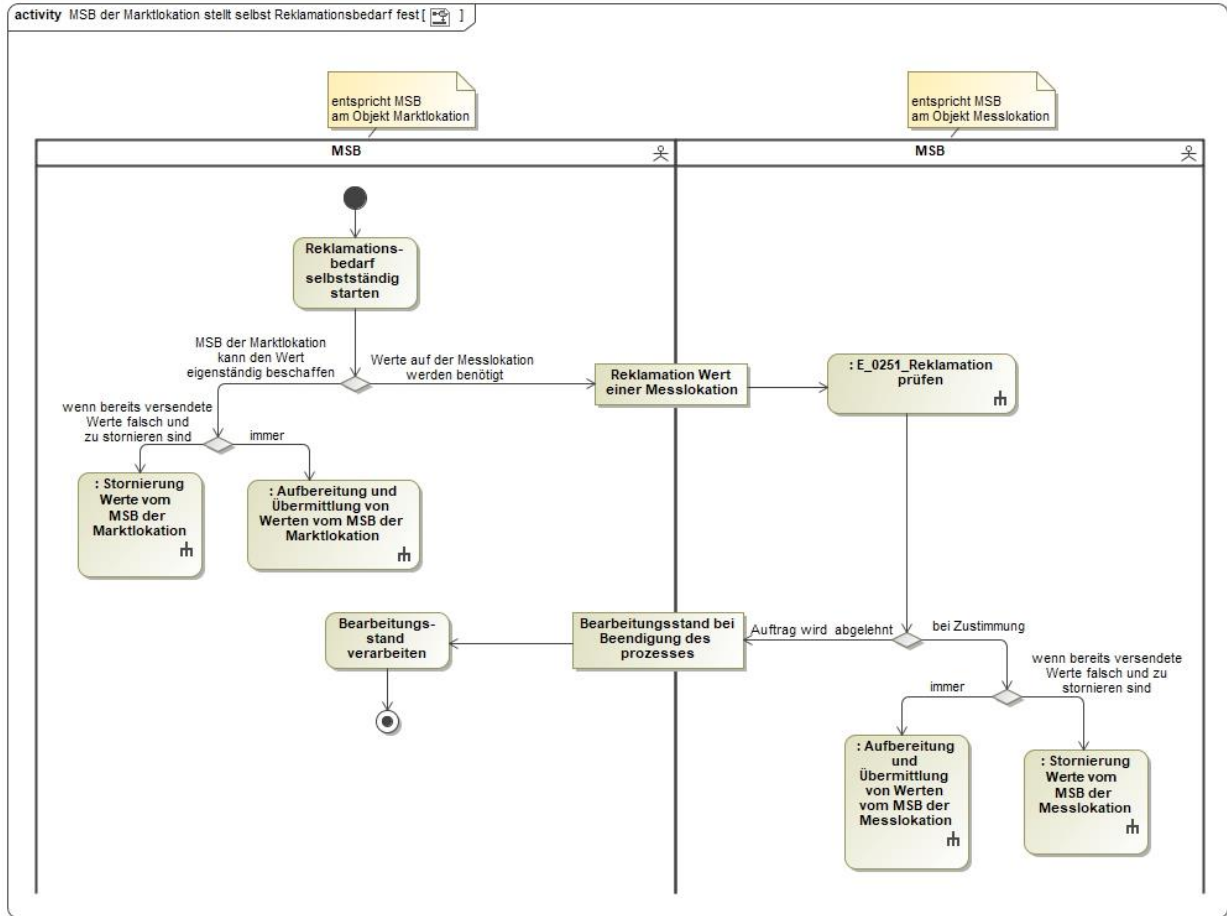 activity MSB der Marktlokation stellt selbst Reklamationsbedarf fest [ ]
entspricht MSB
am Objekt Marktlokation
entspricht MSB
am Objekt Messlokation
MSB
MSB
Reklamations-
bedarf
selbstständig
starten
MSB der Marktlokation
kann den Wert
eigenständig beschaffen
Werte auf der Messlokation
werden benötigt
Reklamation Wert
einer Messlokation
: E_0251_Reklamation
prüfen
wenn bereits versendete
Werte falsch und
zu stornieren sind
immer
: Stornierung
Werte vom
MSB der
Marktlokation
: Aufbereitung und
Übermittlung von
Werten vom MSB der
Marktlokation
Bearbeitungs-
stand
verarbeiten
Bearbeitungsstand bei
Beendigung des
prozesses
Auftrag wird abgelehnt
bei Zustimmung
wenn bereits versendete
Werte falsch und zu
stornieren sind
immer
: Aufbereitung
und
Übermittlung
von Werten
vom MSB der
Messlokation
: Stornierung
Werte vom
MSB der
Messlokation